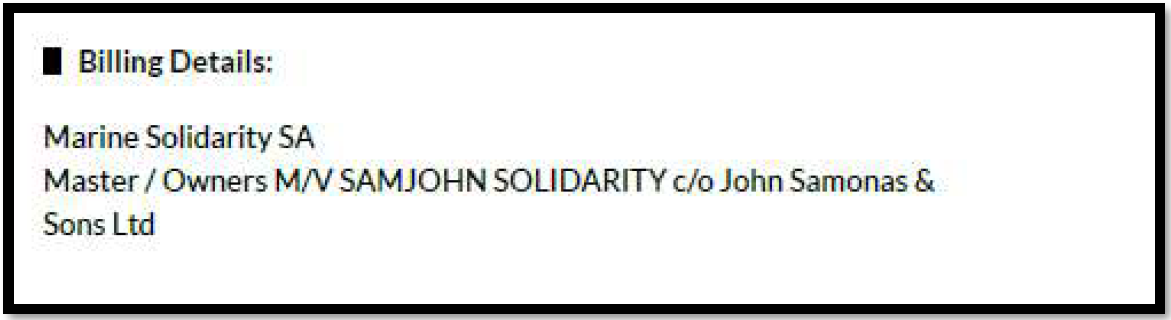 Billing Details:
Marine Solidarity SA
Master / Owners M/V SAMJOHN SOLIDARITY c/o John Samonas &
Sons Ltd